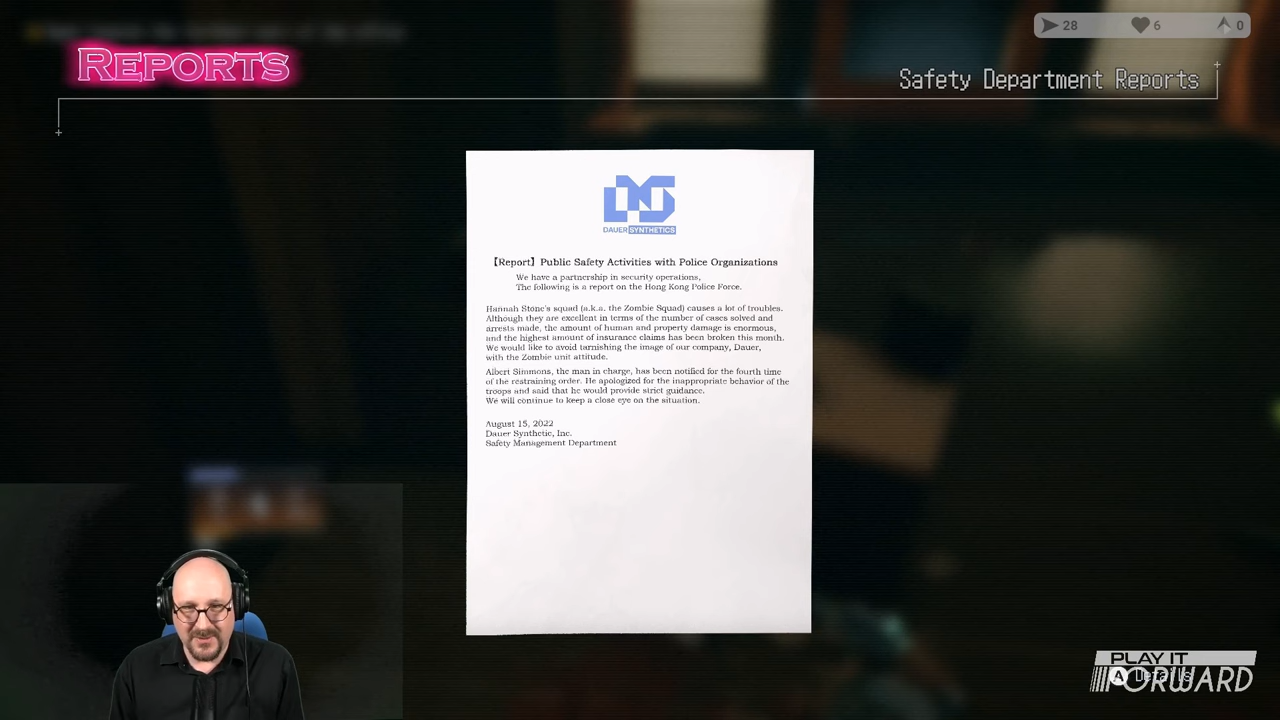 28
6
0
REPORTS
Safety Department Reports
DAUER SYNTHETICS
【Report】Public Safety Activities with Police Organizations
We have a partnership in security operations,
The following is a report on the Hong Kong Police Force.
Hannah Stone's squad (a.k.a. the Zombie Squad) causes a lot of troubles.
Although they are excellent in terms of the number of cases solved and
arrests made, the amount of human and property damage is enormous,
and the highest amount of insurance claims has been broken this month.
We would like to avoid tarnishing the image of our company, Dauer,
with the Zombie unit attitude.
Albert Simmons, the man in charge, has been notified for the fourth time
of the restraining order. He apologized for the inappropriate behavior of the
troops and said that he would provide strict guidance.
We will continue to keep a close eye on the situation.
August 15, 2022
Dauer Synthetic, Inc.
Safety Management Department
PLAY IT
A Details
FORWARD